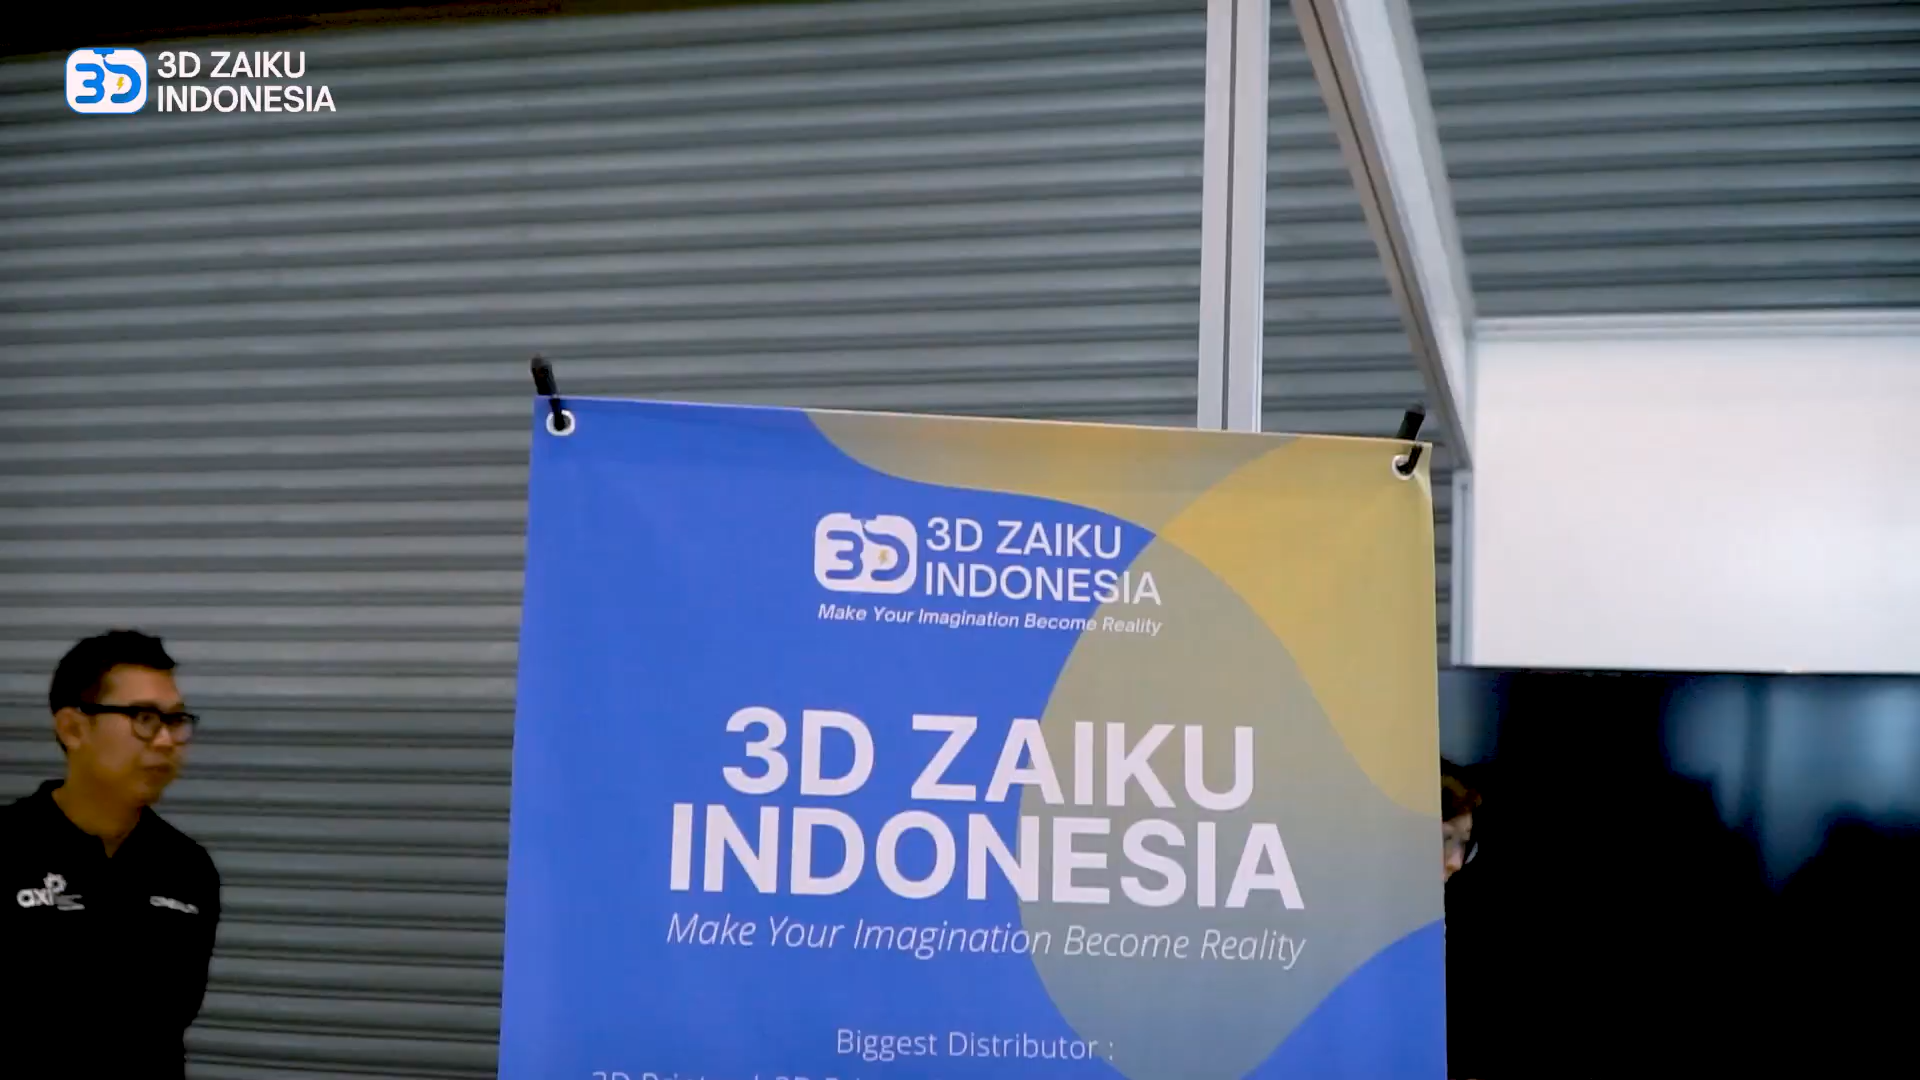 3D ZAIKU
INDONESIA
3D ZAIKU
INDONESIA
Make Your Imagination Become Reality
3D ZAIKU
INDONESIA
Make Your Imagination Become Reality
Biggest Distributor :